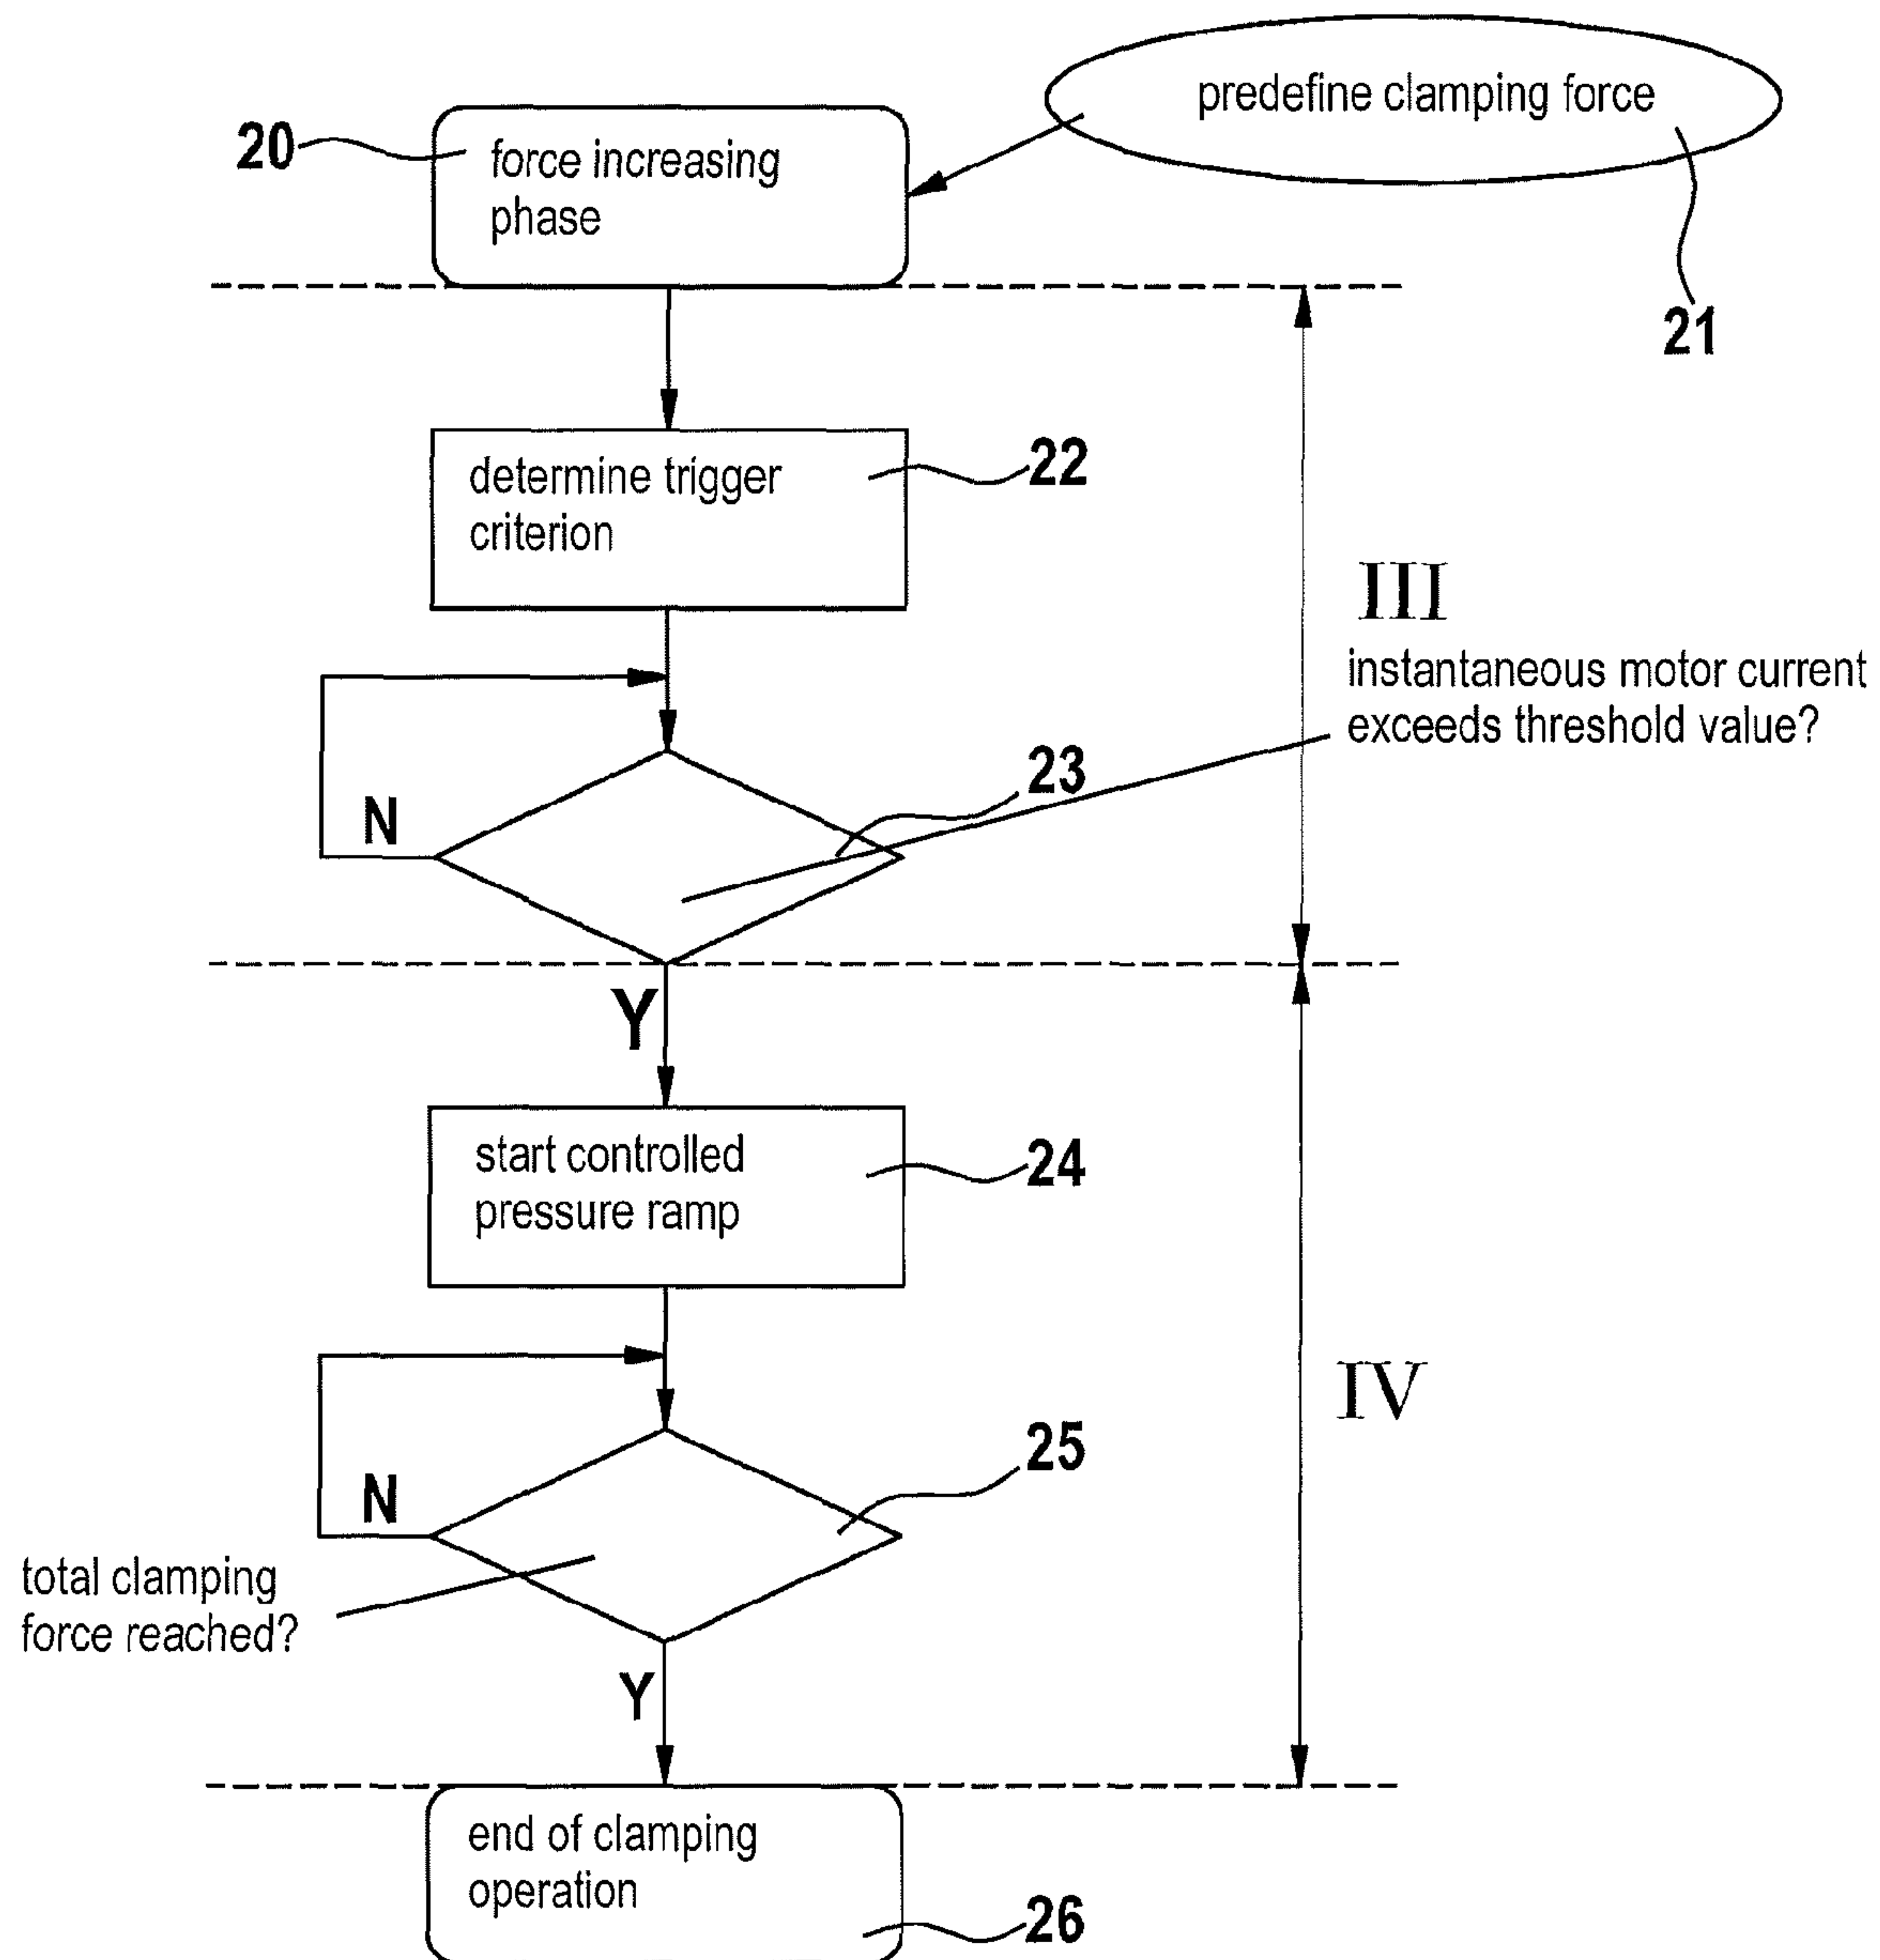 predefine clamping force
20
force increasing
phase
21
22
determine trigger
criterion
III
instantaneous motor current
exceeds threshold value?
23
N
Y
24
start controlled
pressure ramp
IV
25
N
total clamping
force reached?
Y
end of clamping
operation
26